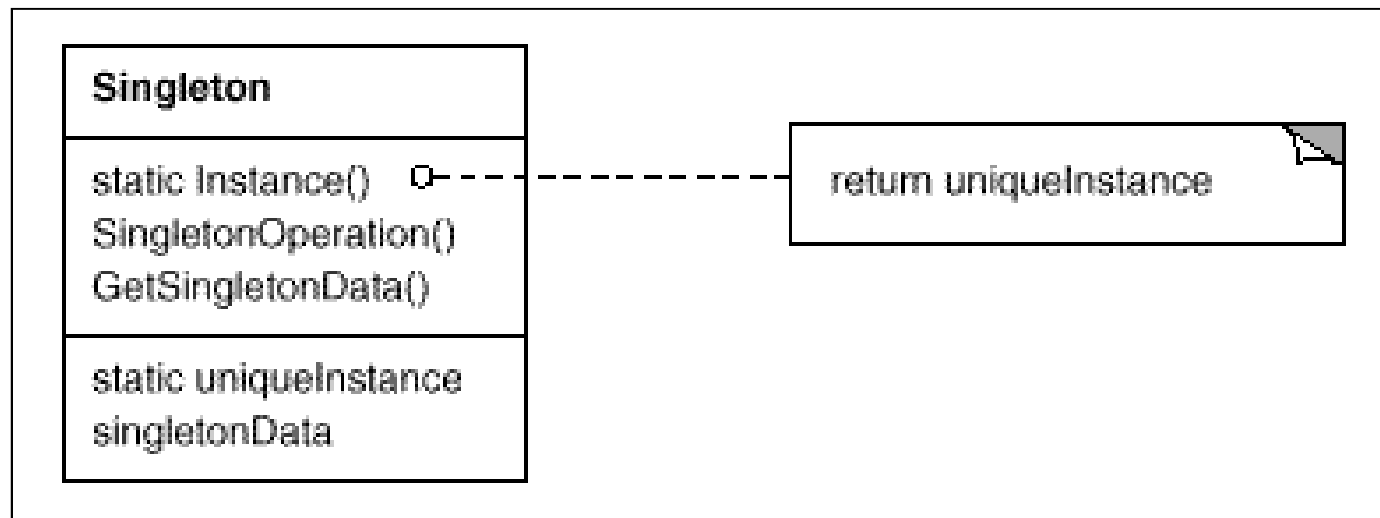 Singleton
static Instance()
SingletonOperation()
GetSingletonData()
static uniqueInstance
singletonData
return uniqueInstance